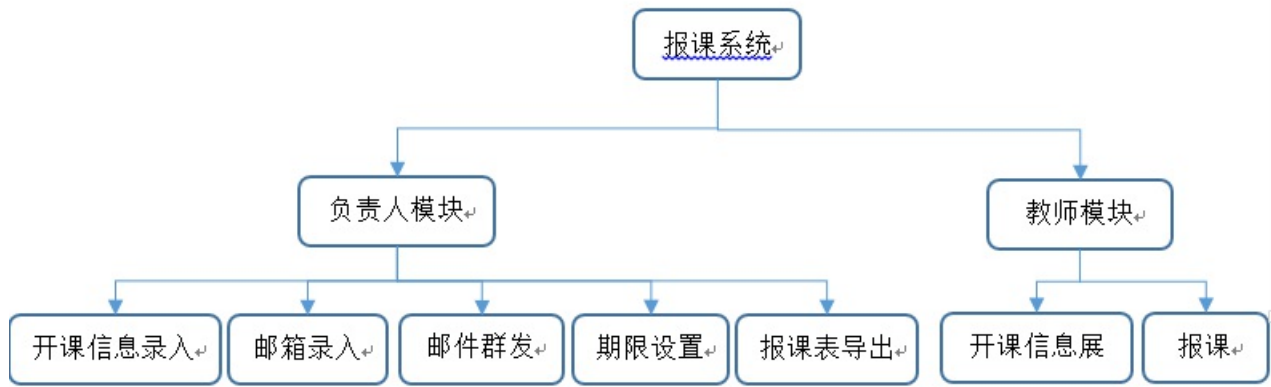 报课系统
负责人模块
教师模块
开课信息录入
邮箱录入
邮件群发
期限设置
报课表导出
开课信息展
报课